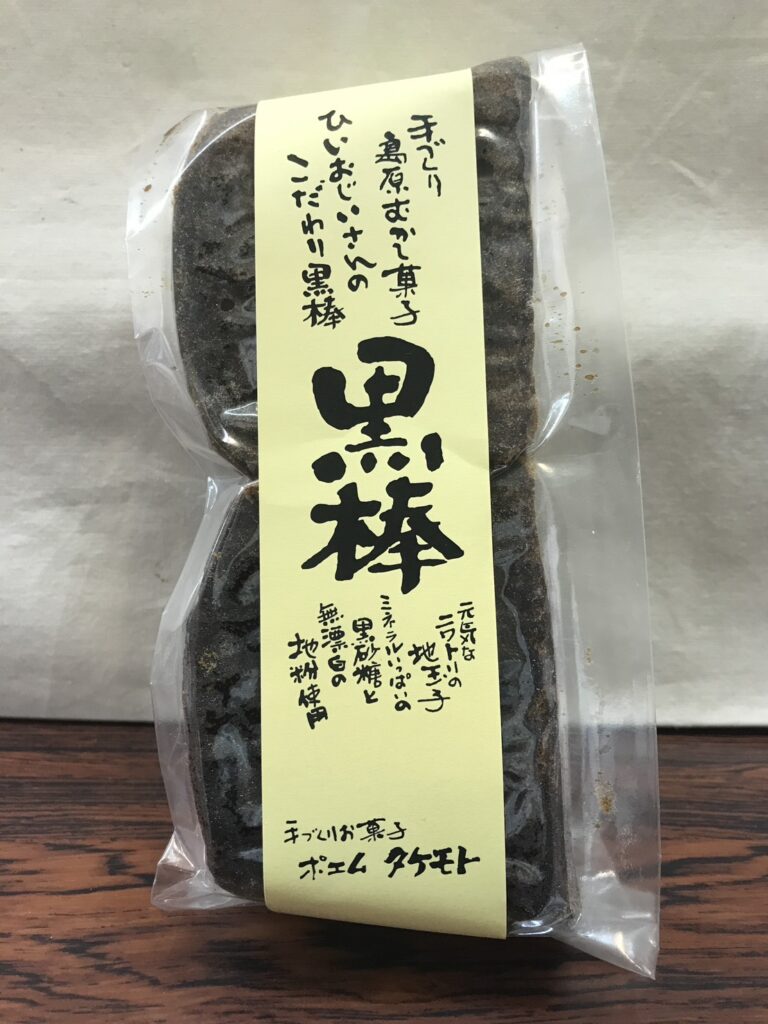 手づくり
島原むかし菓子
ひいおじいさんの
こだわり黒棒
黒棒
元気な
ニワトリの
地玉子
ミネラルいっぱいの
黒砂糖と
無漂白の
地粉使用
手づくりお菓子
ポエム タケモト